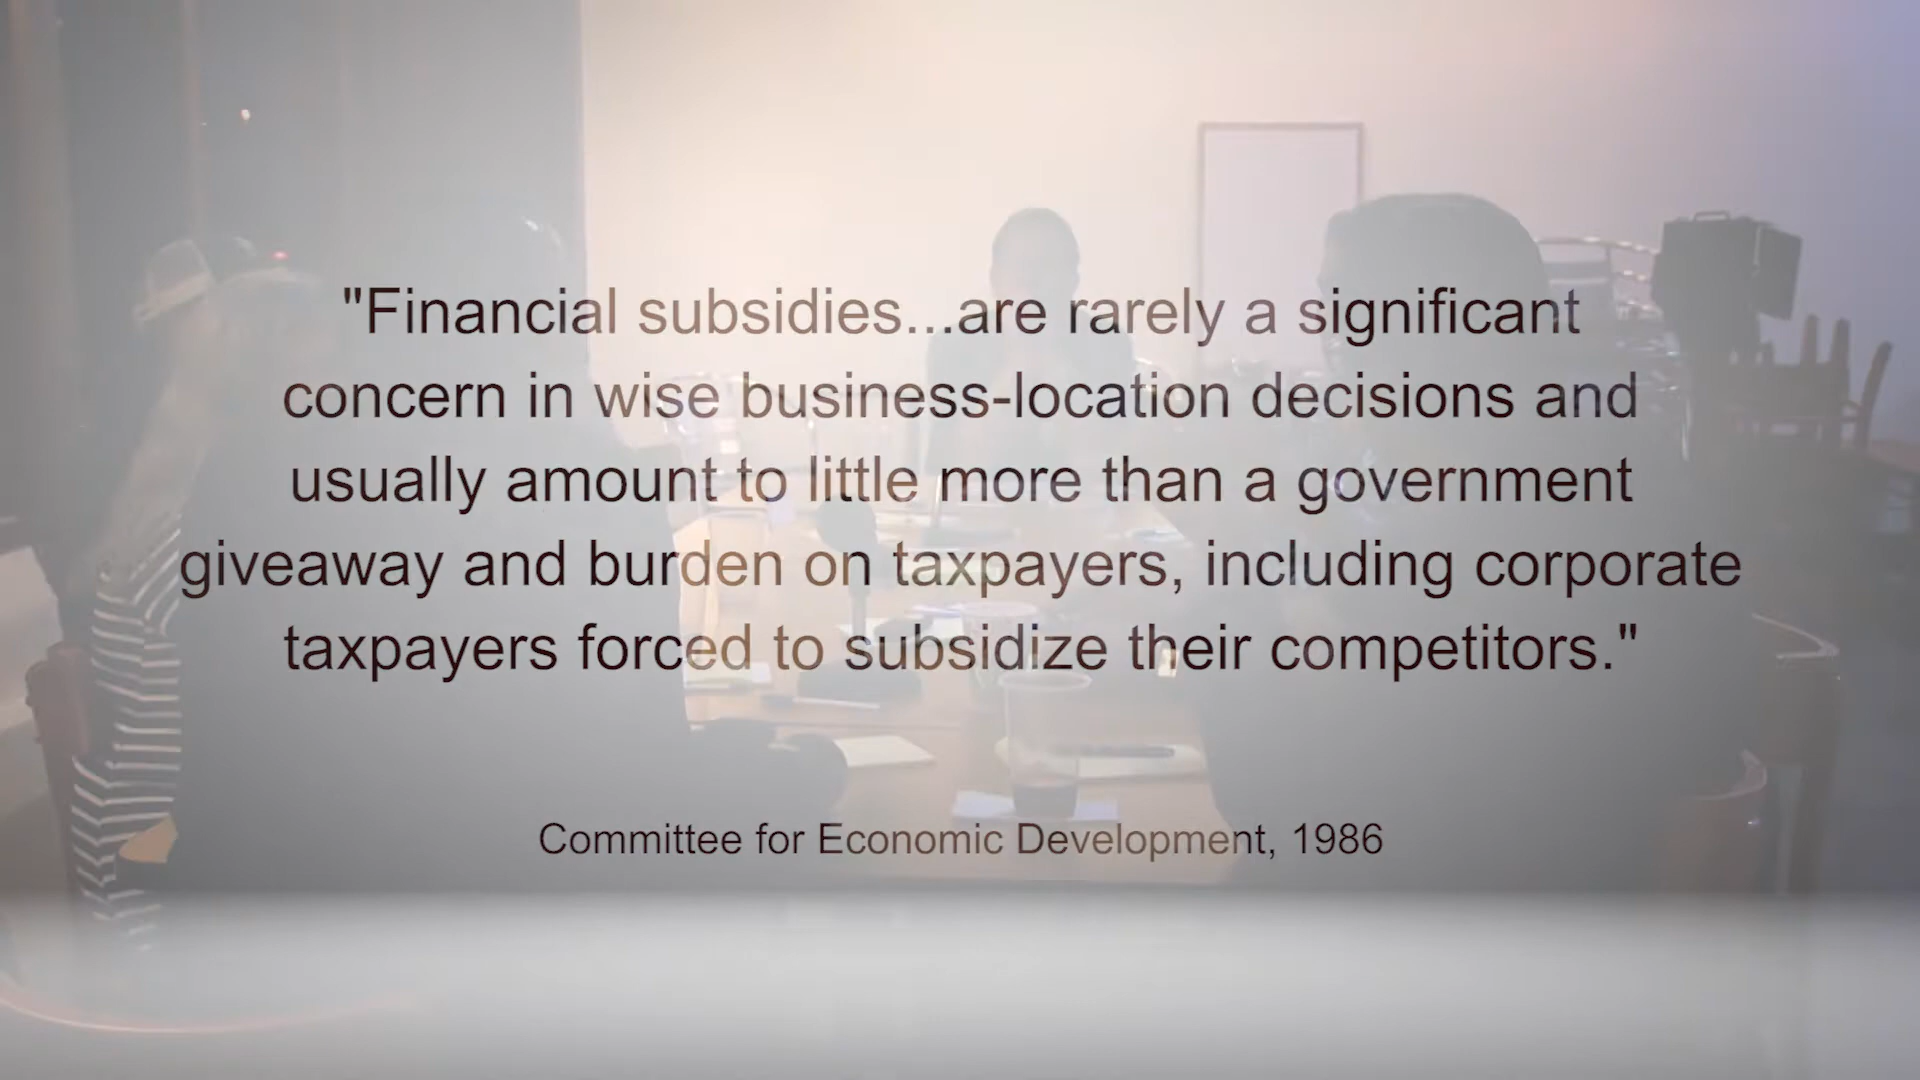 "Financial subsidies...are rarely a significant
concern in wise business-location decisions and
usually amount to little more than a government
giveaway and burden on taxpayers, including corporate
taxpayers forced to subsidize their competitors."
Committee for Economic Development, 1986